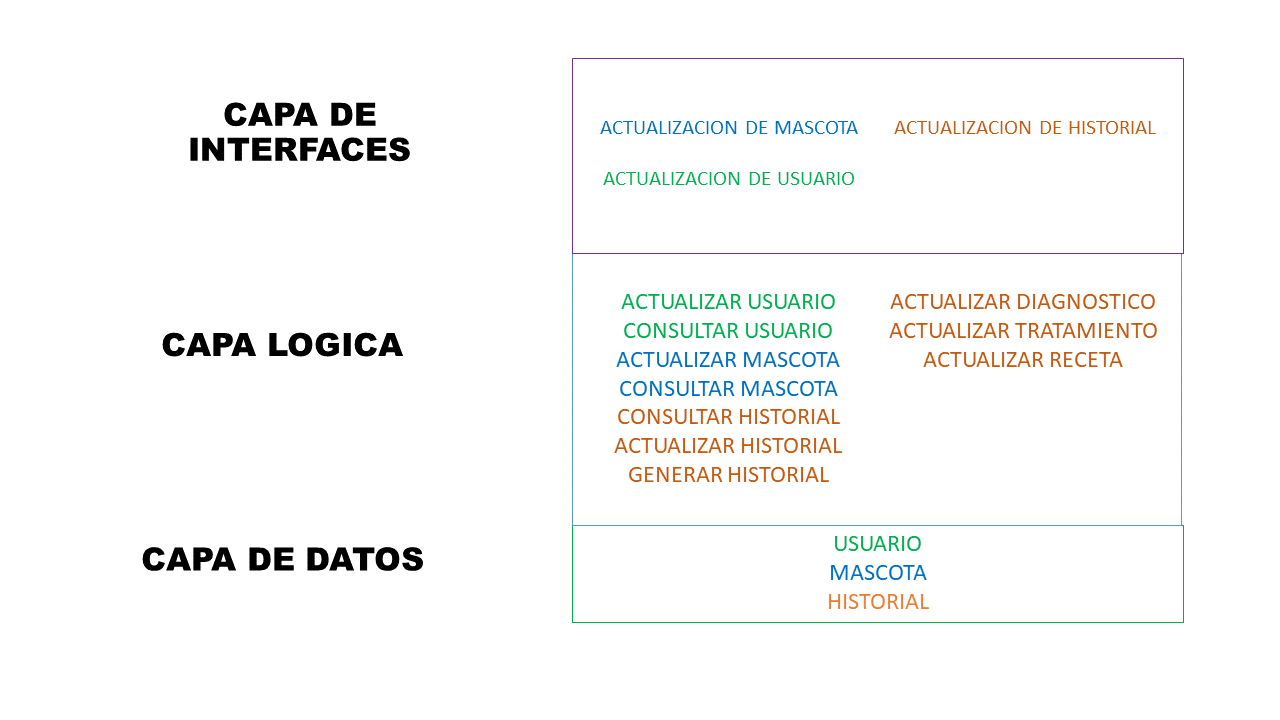 CAPA DE
INTERFACES
ACTUALIZACION DE MASCOTA
ACTUALIZACION DE HISTORIAL
ACTUALIZACION DE USUARIO
CAPA LOGICA
ACTUALIZAR USUARIO
CONSULTAR USUARIO
ACTUALIZAR MASCOTA
CONSULTAR MASCOTA
CONSULTAR HISTORIAL
ACTUALIZAR HISTORIAL
GENERAR HISTORIAL
ACTUALIZAR DIAGNOSTICO
ACTUALIZAR TRATAMIENTO
ACTUALIZAR RECETA
CAPA DE DATOS
USUARIO
MASCOTA
HISTORIAL